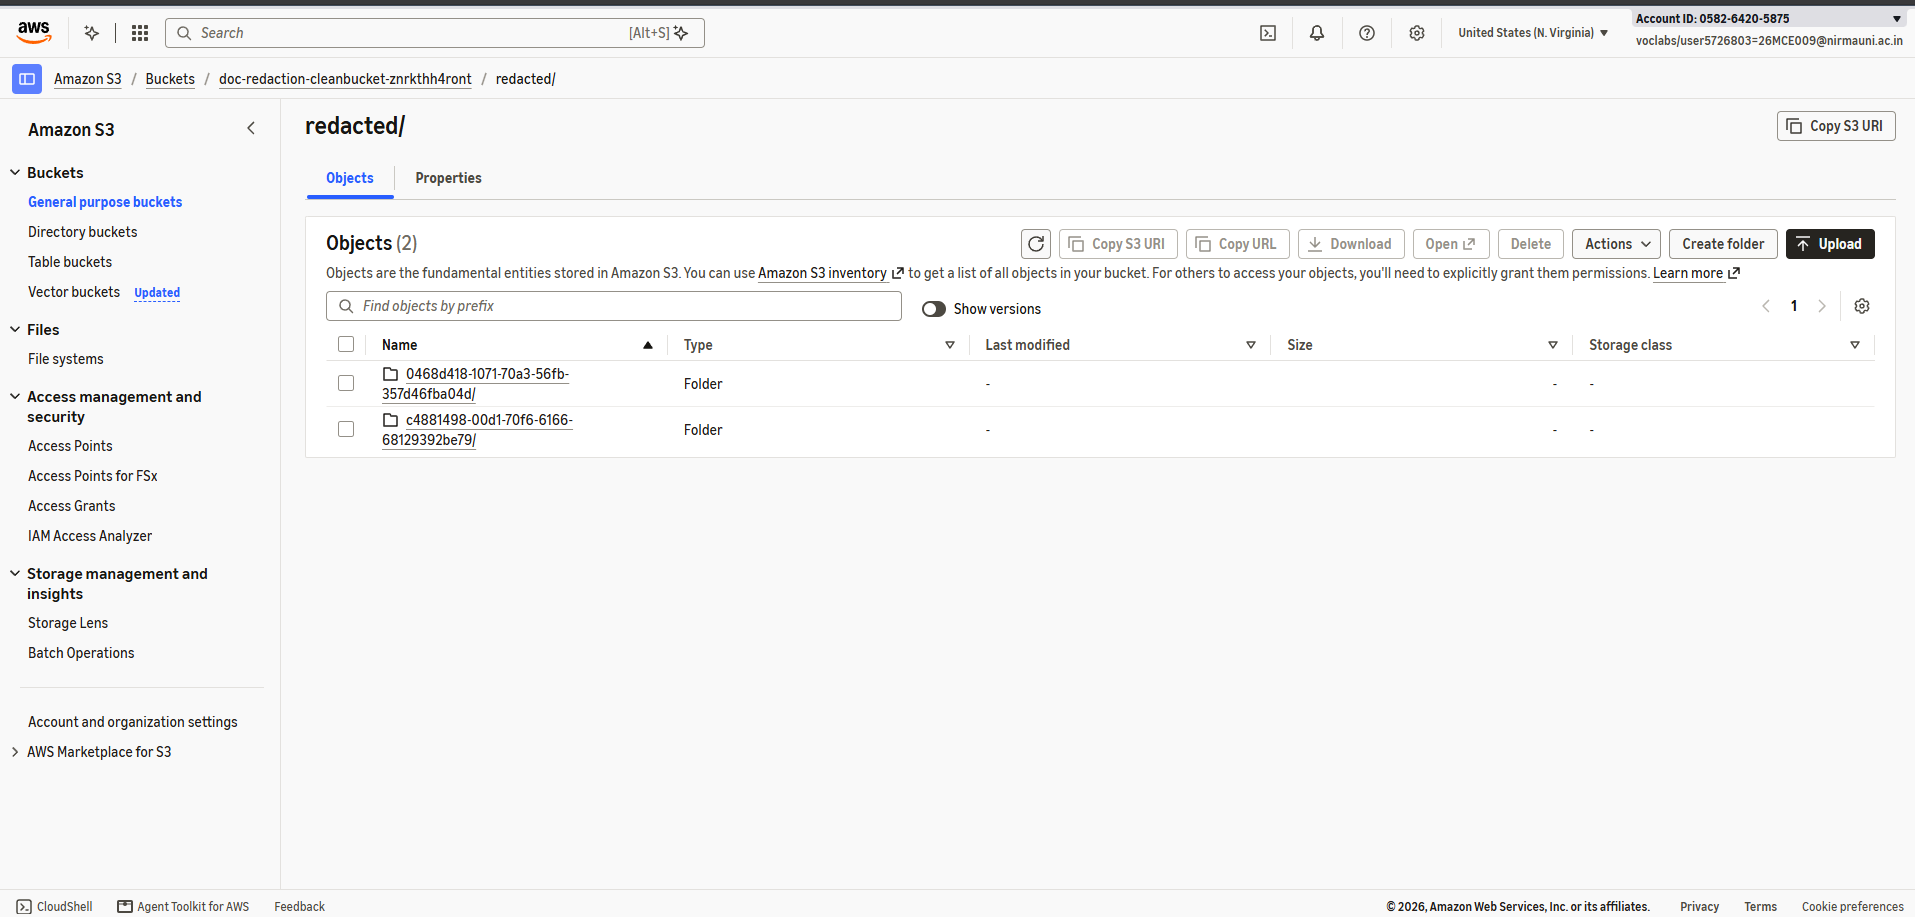 aws
Search
[Alt+S]
United States (N. Virginia)
Account ID: 0582-6420-5875
voclabs/user5726803=26MCE009@nirmauni.ac.in
Amazon S3 / Buckets / doc-redaction-cleanbucket-znrkthh4ront / redacted/
Amazon S3
Buckets
General purpose buckets
Directory buckets
Table buckets
Vector buckets Updated
Files
File systems
Access management and
security
Access Points
Access Points for FSx
Access Grants
IAM Access Analyzer
Storage management and
insights
Storage Lens
Batch Operations
Account and organization settings
AWS Marketplace for S3
redacted/
Copy S3 URI
Objects
Properties
Objects (2)
Copy S3 URI
Copy URL
Download
Open
Delete
Actions
Create folder
Upload
Objects are the fundamental entities stored in Amazon S3. You can use Amazon S3 inventory to get a list of all objects in your bucket. For others to access your objects, you'll need to explicitly grant them permissions. Learn more
Find objects by prefix
Show versions
1
Name Type Last modified Size Storage class
0468d418-1071-70a3-56fb-
357d46fba04d/
Folder - - -
c4881498-00d1-70f6-6166-
68129392be79/
Folder - - -
CloudShell Agent Toolkit for AWS Feedback
© 2026, Amazon Web Services, Inc. or its affiliates. Privacy Terms Cookie preferences